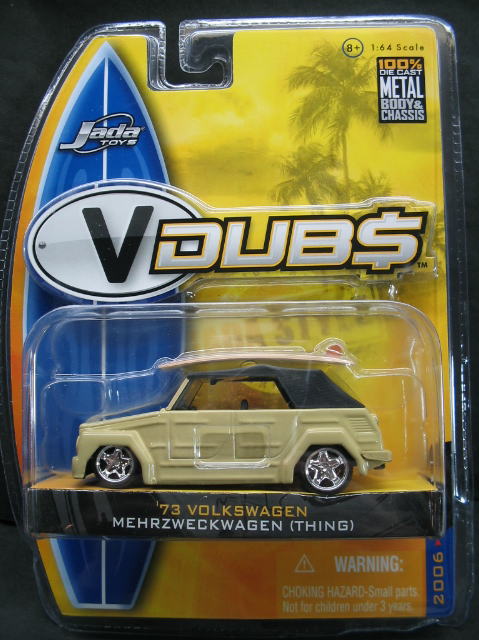 8+ 1:64 Scale
100%
DIE CAST
METAL
BODY&
CHASSIS
Jada
TOYS
V DUB$ ™
'73 VOLKSWAGEN
MEHRZWECKWAGEN (THING)
2006
⚠ WARNING:
CHOKING HAZARD-Small parts.
Not for children under 3 years.